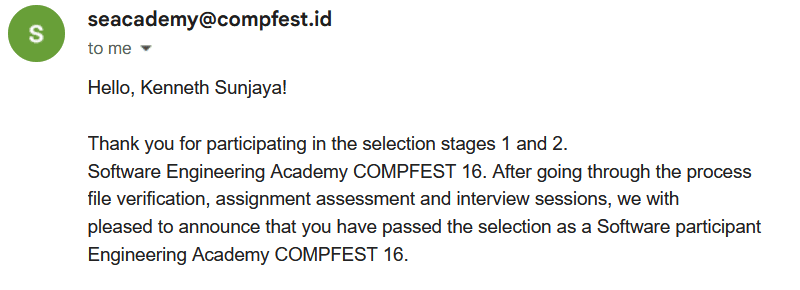 S
seacademy@compfest.id
to me
Hello, Kenneth Sunjaya!
Thank you for participating in the selection stages 1 and 2.
Software Engineering Academy COMPFEST 16. After going through the process
file verification, assignment assessment and interview sessions, we with
pleased to announce that you have passed the selection as a Software participant
Engineering Academy COMPFEST 16.